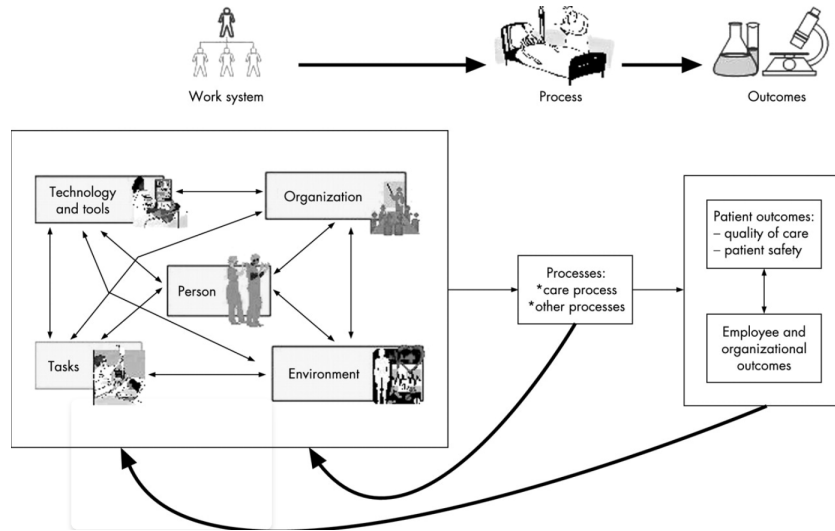 Work system
Process
Outcomes
Technology
and tools
Organization
Person
Tasks
Environment
Processes:
*care process
*other processes
Patient outcomes:
– quality of care
– patient safety
Employee and
organizational
outcomes